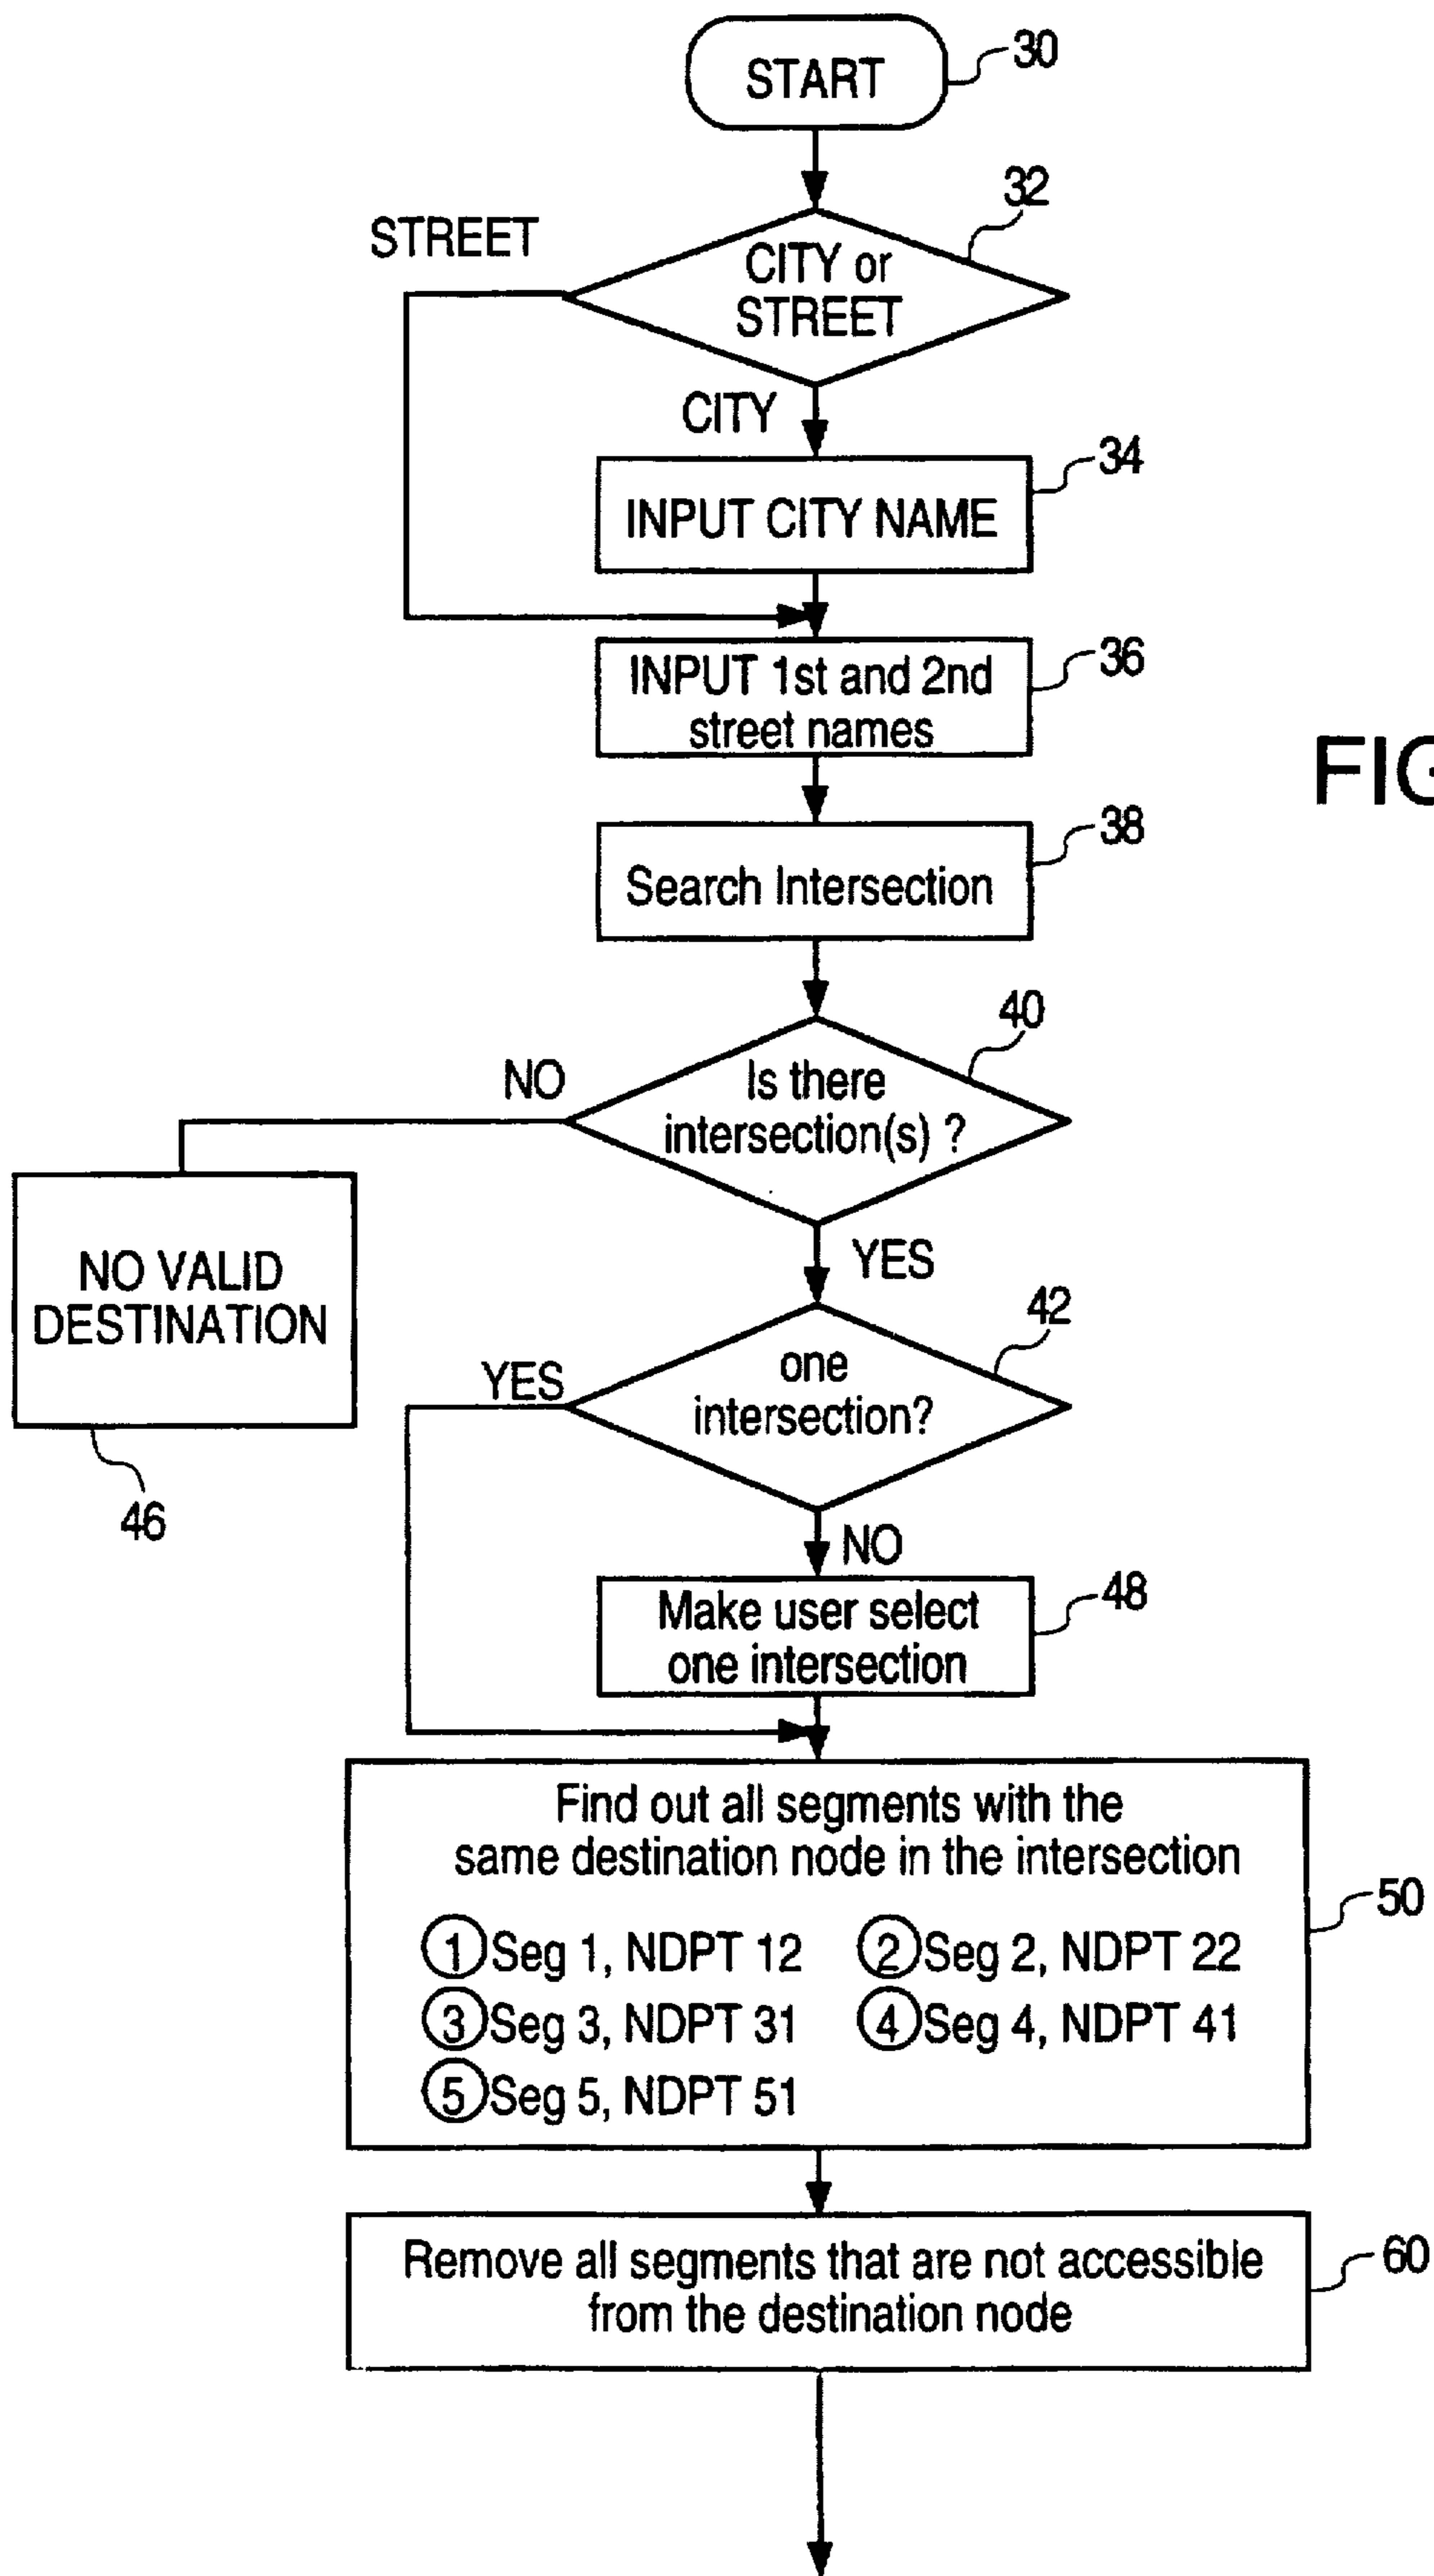 START
30
32
STREET
CITY or
STREET
CITY
34
INPUT CITY NAME
36
INPUT 1st and 2nd
street names
FIG
38
Search Intersection
40
NO
Is there
intersection(s) ?
YES
NO VALID
DESTINATION
42
YES
one
intersection?
46
NO
48
Make user select
one intersection
Find out all segments with the
same destination node in the intersection
50
1 Seg 1, NDPT 12 2 Seg 2, NDPT 22
3 Seg 3, NDPT 31 4 Seg 4, NDPT 41
5 Seg 5, NDPT 51
Remove all segments that are not accessible
from the destination node
60